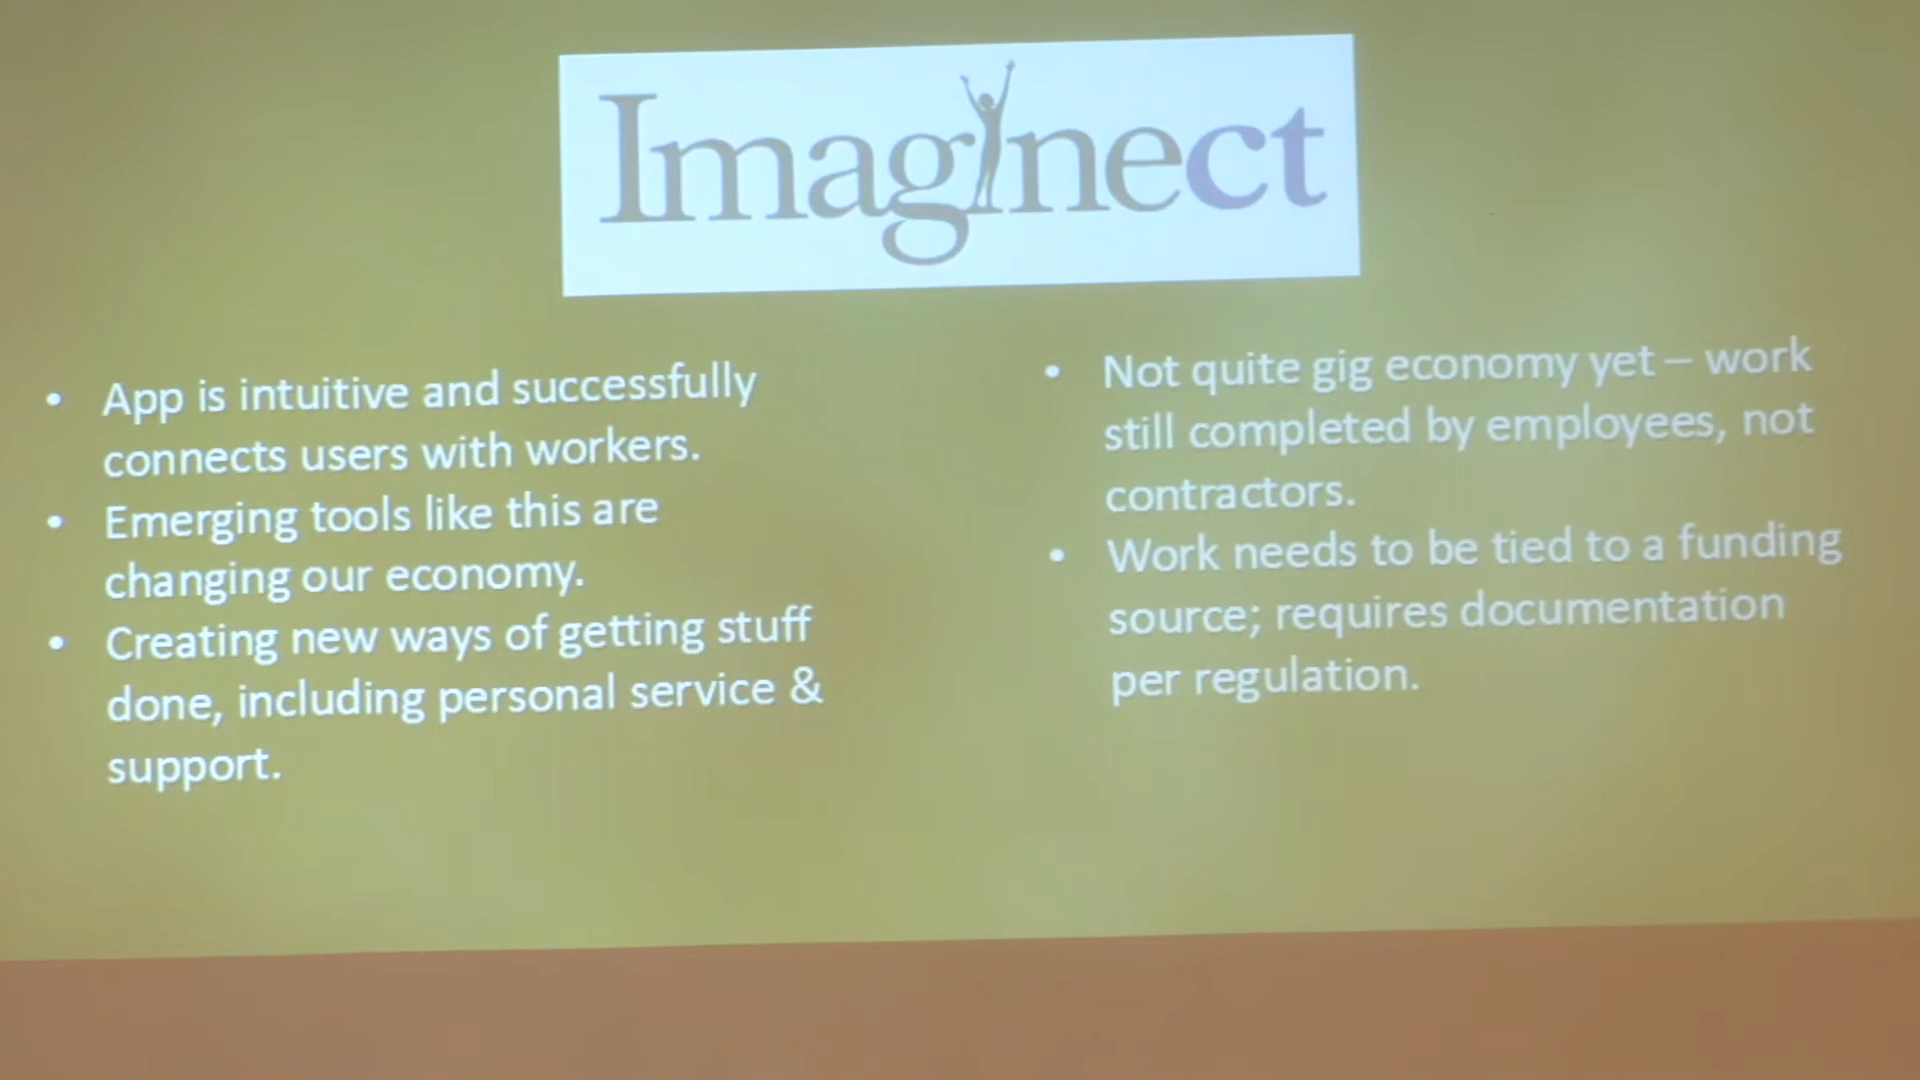 Imaginect
• App is intuitive and successfully
connects users with workers.
• Emerging tools like this are
changing our economy.
• Creating new ways of getting stuff
done, including personal service &
support.
• Not quite gig economy yet – work
still completed by employees, not
contractors.
• Work needs to be tied to a funding
source; requires documentation
per regulation.